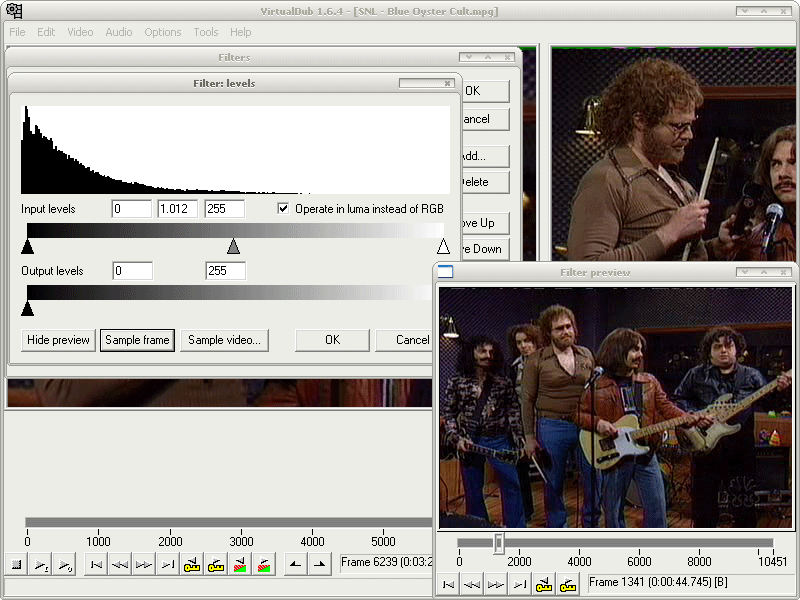 VirtualDub 1.6.4 - [SNL - Blue Oyster Cult.mpg]
File Edit Video Audio Options Tools Help
Filters
Filter: levels
OK
ancel
Add...
elete
ove Up
ve Down
Input levels 0 1.012 255 Operate in luma instead of RGB
Output levels 0 255
Hide preview Sample frame Sample video... OK Cancel
Filter preview
0 1000 2000 3000 4000 5000
Frame 6239 (0:03:2
0 2000 4000 6000 8000 10451
Frame 1341 (0:00:44.745) [B]